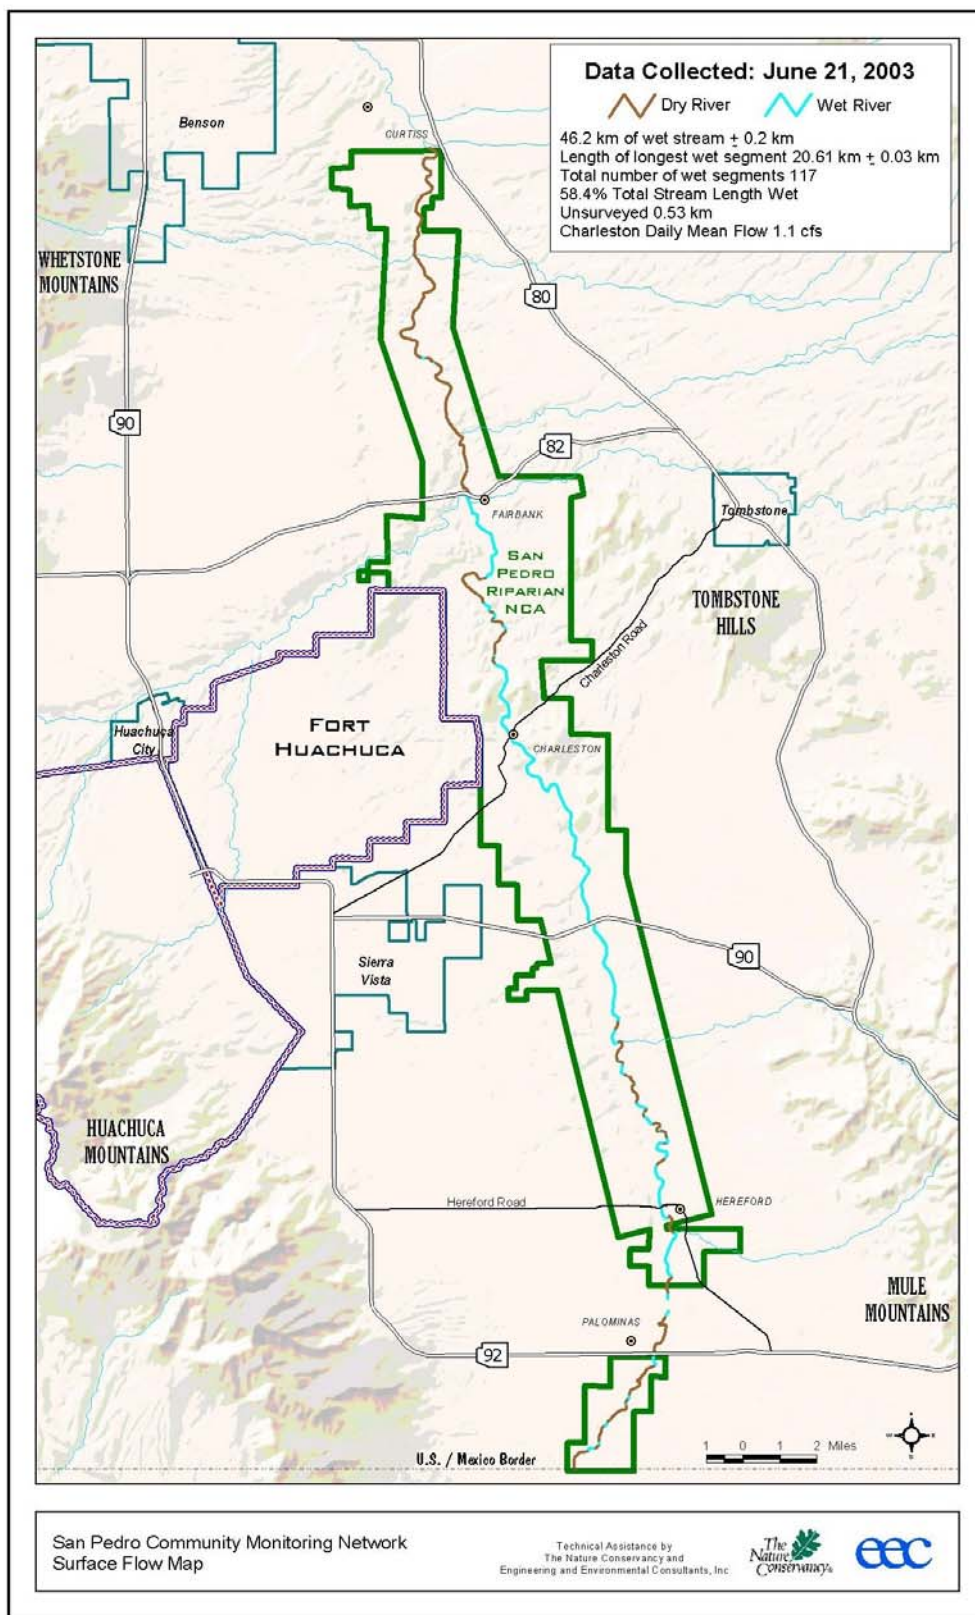 Data Collected: June 21, 2003
Dry River
Wet River
46.2 km of wet stream ± 0.2 km
Length of longest wet segment 20.61 km ± 0.03 km
Total number of wet segments 117
58.4% Total Stream Length Wet
Unsurveyed 0.53 km
Charleston Daily Mean Flow 1.1 cfs
Benson
CURTISS
WHETSTONE
MOUNTAINS
80
90
82
FAIRBANK
Tombstone
SAN
PEDRO
RIPARIAN
NCA
TOMBSTONE
HILLS
Charleston Road
Huachuca
City
FORT
HUACHUCA
CHARLESTON
Sierra
Vista
90
HUACHUCA
MOUNTAINS
Hereford Road
HEREFORD
MULE
MOUNTAINS
PALOMINAS
92
U.S. / Mexico Border
1 0 1 2 Miles
San Pedro Community Monitoring Network
Surface Flow Map
Technical Assistance by
The Nature Conservancy and
Engineering and Environmental Consultants, Inc
The
Nature
Conservancy
eec